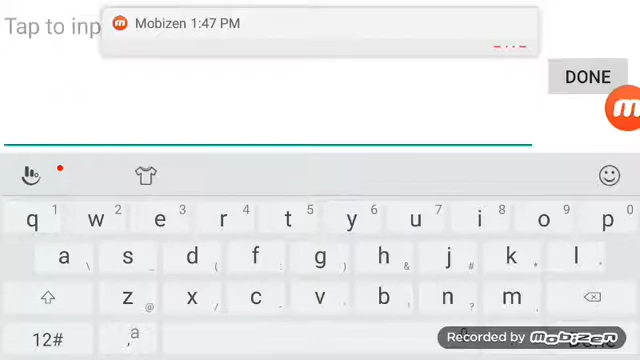 Tap to inp
Mobizen 1:47 PM
DONE
q 1 w 2 e 3 r 4 t 5 y 6 u 7 i 8 o 9 p 0
a \ s _ d ( f : g ) h & j # k * l
z @ x / c - v b ! n ? m ,
12# , a
Recorded by mobizen